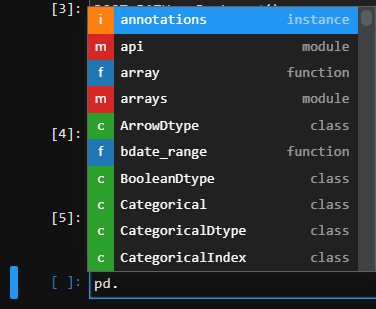 [3]:
i annotations instance
m api module
f array function
m arrays module
c ArrowDtype class
[4]:
f bdate_range function
c BooleanDtype class
c Categorical class
[5]:
c CategoricalDtype class
c CategoricalIndex class
[ ]: pd.